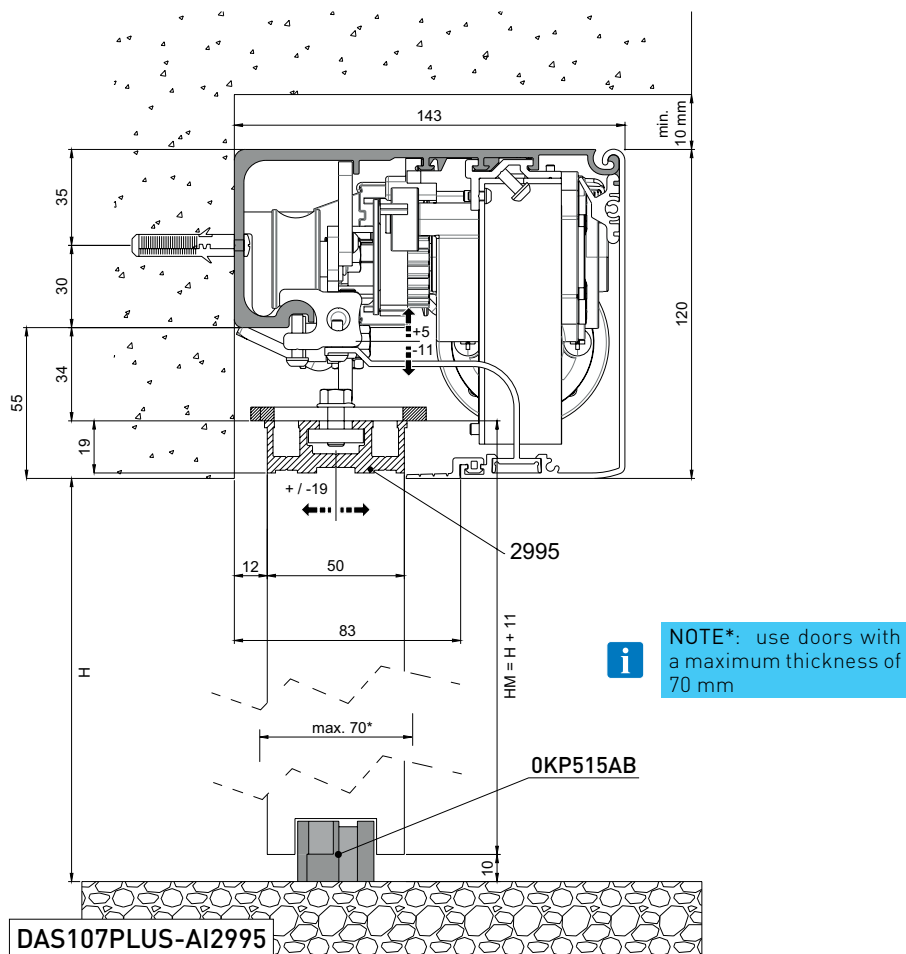 143
min.
10 mm
35
30
34
55
19
120
+5
-11
+ / -19
2995
12
50
83
H
HM = H + 11
NOTE*: use doors with
a maximum thickness of
70 mm
i
max. 70*
0KP515AB
10
DAS107PLUS-AI2995